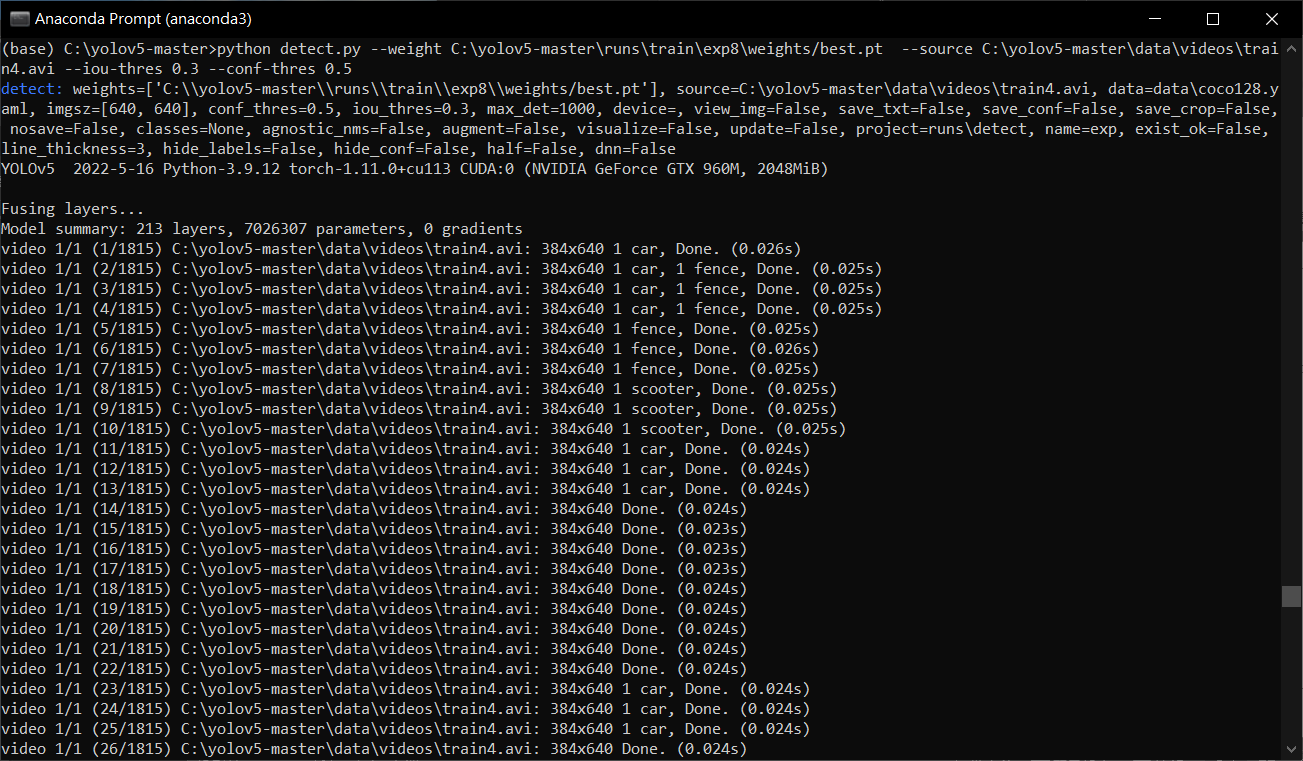 Anaconda Prompt (anaconda3)
(base) C:\yolov5-master>python detect.py --weight C:\yolov5-master\runs\train\exp8\weights/best.pt  --source C:\yolov5-master\data\videos\trai
n4.avi --iou-thres 0.3 --conf-thres 0.5
detect: weights=['C:\\yolov5-master\\runs\\train\\exp8\\weights/best.pt'], source=C:\yolov5-master\data\videos\train4.avi, data=data\coco128.y
aml, imgsz=[640, 640], conf_thres=0.5, iou_thres=0.3, max_det=1000, device=, view_img=False, save_txt=False, save_conf=False, save_crop=False,
 nosave=False, classes=None, agnostic_nms=False, augment=False, visualize=False, update=False, project=runs\detect, name=exp, exist_ok=False,
line_thickness=3, hide_labels=False, hide_conf=False, half=False, dnn=False
YOLOv5  2022-5-16 Python-3.9.12 torch-1.11.0+cu113 CUDA:0 (NVIDIA GeForce GTX 960M, 2048MiB)
Fusing layers...
Model summary: 213 layers, 7026307 parameters, 0 gradients
video 1/1 (1/1815) C:\yolov5-master\data\videos\train4.avi: 384x640 1 car, Done. (0.026s)
video 1/1 (2/1815) C:\yolov5-master\data\videos\train4.avi: 384x640 1 car, 1 fence, Done. (0.025s)
video 1/1 (3/1815) C:\yolov5-master\data\videos\train4.avi: 384x640 1 car, 1 fence, Done. (0.025s)
video 1/1 (4/1815) C:\yolov5-master\data\videos\train4.avi: 384x640 1 car, 1 fence, Done. (0.025s)
video 1/1 (5/1815) C:\yolov5-master\data\videos\train4.avi: 384x640 1 fence, Done. (0.025s)
video 1/1 (6/1815) C:\yolov5-master\data\videos\train4.avi: 384x640 1 fence, Done. (0.026s)
video 1/1 (7/1815) C:\yolov5-master\data\videos\train4.avi: 384x640 1 fence, Done. (0.025s)
video 1/1 (8/1815) C:\yolov5-master\data\videos\train4.avi: 384x640 1 scooter, Done. (0.025s)
video 1/1 (9/1815) C:\yolov5-master\data\videos\train4.avi: 384x640 1 scooter, Done. (0.025s)
video 1/1 (10/1815) C:\yolov5-master\data\videos\train4.avi: 384x640 1 scooter, Done. (0.025s)
video 1/1 (11/1815) C:\yolov5-master\data\videos\train4.avi: 384x640 1 car, Done. (0.024s)
video 1/1 (12/1815) C:\yolov5-master\data\videos\train4.avi: 384x640 1 car, Done. (0.024s)
video 1/1 (13/1815) C:\yolov5-master\data\videos\train4.avi: 384x640 1 car, Done. (0.024s)
video 1/1 (14/1815) C:\yolov5-master\data\videos\train4.avi: 384x640 Done. (0.024s)
video 1/1 (15/1815) C:\yolov5-master\data\videos\train4.avi: 384x640 Done. (0.023s)
video 1/1 (16/1815) C:\yolov5-master\data\videos\train4.avi: 384x640 Done. (0.023s)
video 1/1 (17/1815) C:\yolov5-master\data\videos\train4.avi: 384x640 Done. (0.023s)
video 1/1 (18/1815) C:\yolov5-master\data\videos\train4.avi: 384x640 Done. (0.024s)
video 1/1 (19/1815) C:\yolov5-master\data\videos\train4.avi: 384x640 Done. (0.024s)
video 1/1 (20/1815) C:\yolov5-master\data\videos\train4.avi: 384x640 Done. (0.024s)
video 1/1 (21/1815) C:\yolov5-master\data\videos\train4.avi: 384x640 Done. (0.024s)
video 1/1 (22/1815) C:\yolov5-master\data\videos\train4.avi: 384x640 Done. (0.024s)
video 1/1 (23/1815) C:\yolov5-master\data\videos\train4.avi: 384x640 1 car, Done. (0.024s)
video 1/1 (24/1815) C:\yolov5-master\data\videos\train4.avi: 384x640 1 car, Done. (0.024s)
video 1/1 (25/1815) C:\yolov5-master\data\videos\train4.avi: 384x640 1 car, Done. (0.024s)
video 1/1 (26/1815) C:\yolov5-master\data\videos\train4.avi: 384x640 Done. (0.024s)